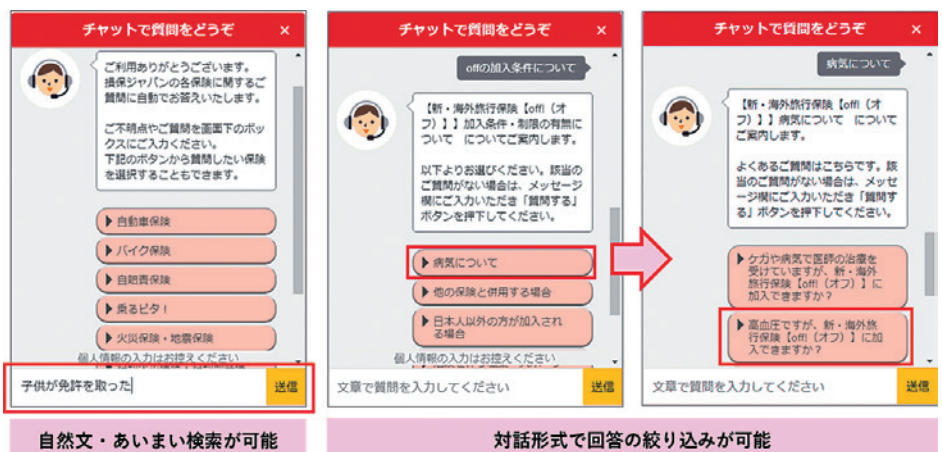 チャットで質問をどうぞ ×
ご利用ありがとうございます。
損保ジャパンの各保険に関するご
質問に自動でお答えいたします。
ご不明点やご質問を画面下のボッ
クスにご入力ください。
下記のボタンから質問したい保険
を選択することもできます。
▶ 自動車保険
▶ バイク保険
▶ 自賠責保険
▶ 乗るピタ！
▶ 火災保険・地震保険
個人情報の入力はお控えください
子供が免許を取った
送信
自然文・あいまい検索が可能
チャットで質問をどうぞ ×
off!の加入条件について
【新・海外旅行保険【off!（オ
フ）】】加入条件・制限の有無に
ついて についてご案内します。
以下よりお選びください。該当の
ご質問がない場合は、メッセージ
欄にご入力いただき「質問する」
ボタンを押下してください。
▶ 病気について
▶ 他の保険と併用する場合
▶ 日本人以外の方が加入され
る場合
個人情報の入力はお控えください
文章で質問を入力してください
送信
チャットで質問をどうぞ ×
病気について
【新・海外旅行保険【off!（オ
フ）】】病気について について
ご案内します。
よくあるご質問はこちらです。該
当のご質問がない場合は、メッセ
ージ欄にご入力いただき「質問す
る」ボタンを押下してください。
▶ ケガや病気で医師の治療を
受けていますが、新・海外
旅行保険【off!（オフ）】に
加入できますか？
▶ 高血圧ですが、新・海外旅
行保険【off!（オフ）】に加
入できますか？
文章で質問を入力してください
送信
対話形式で回答の絞り込みが可能